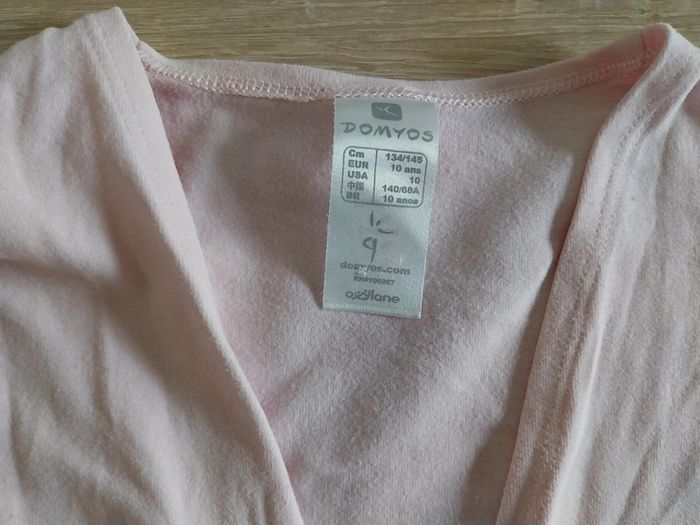 DOMYOS
Cm 134/145
EUR 10 ans
USA 10
中国 140/68A
BR 10 anos
9
domyos.com
oxylane